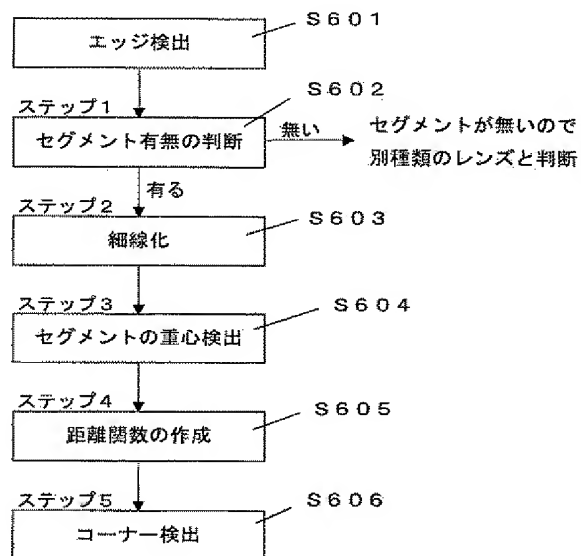 エッジ検出
S601
ステップ1
S602
セグメント有無の判断
無い
セグメントが無いので
別種類のレンズと判断
有る
ステップ2
S603
細線化
ステップ3
S604
セグメントの重心検出
ステップ4
S605
距離関数の作成
ステップ5
S606
コーナー検出